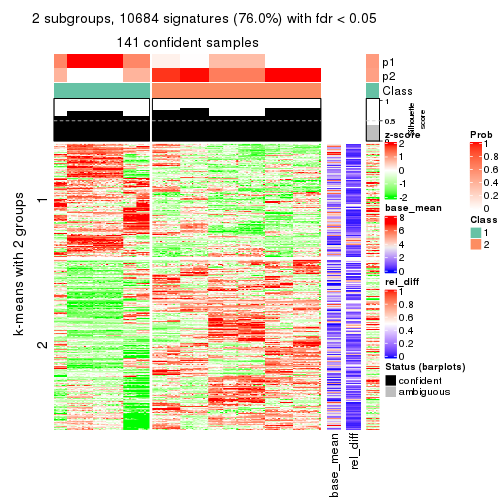 2 subgroups, 10684 signatures (76.0%) with fdr < 0.05
141 confident samples
p1
p2
Class
1
0.5
0
Silhouette
score
z-score
2
1
0
-1
-2
Prob
1
0.8
0.6
0.4
0.2
0
base_mean
8
6
4
2
0
Class
1
2
rel_diff
1
0.8
0.6
0.4
0.2
0
Status (barplots)
confident
ambiguous
k-means with 2 groups
1
2
base_mean
rel_diff